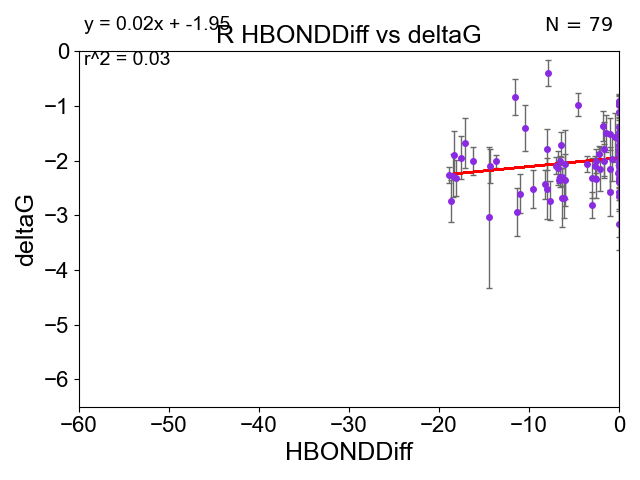 y = 0.02x + -1.95
R HBONDDiff vs deltaG
N = 79
r^2 = 0.03
0
−1
−2
−3
−4
−5
−6
deltaG
−60
−50
−40
−30
−20
−10
0
HBONDDiff